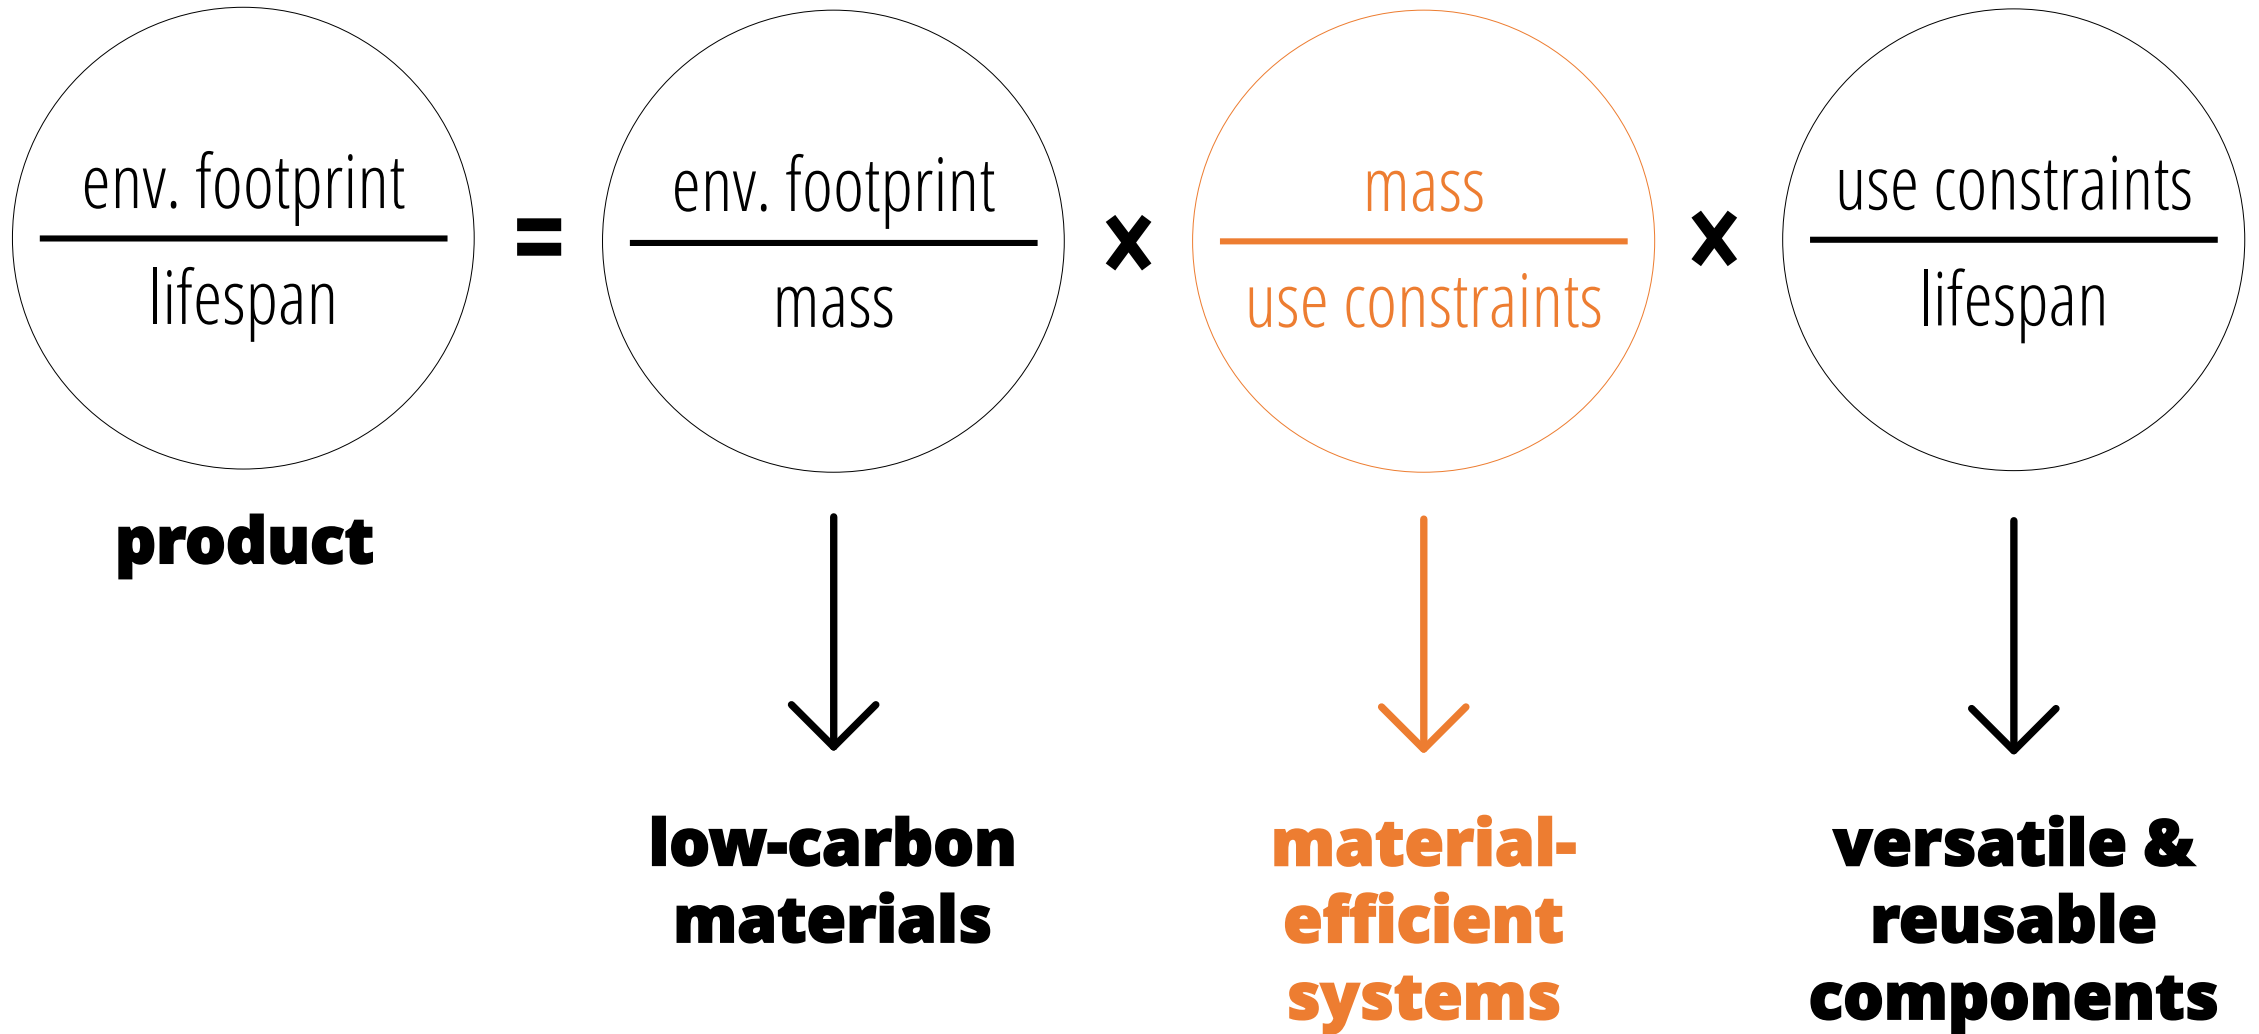 env. footprint
lifespan
=
env. footprint
mass
x
mass
use constraints
x
use constraints
lifespan
product
low-carbon
materials
material-
efficient
systems
versatile &
reusable
components